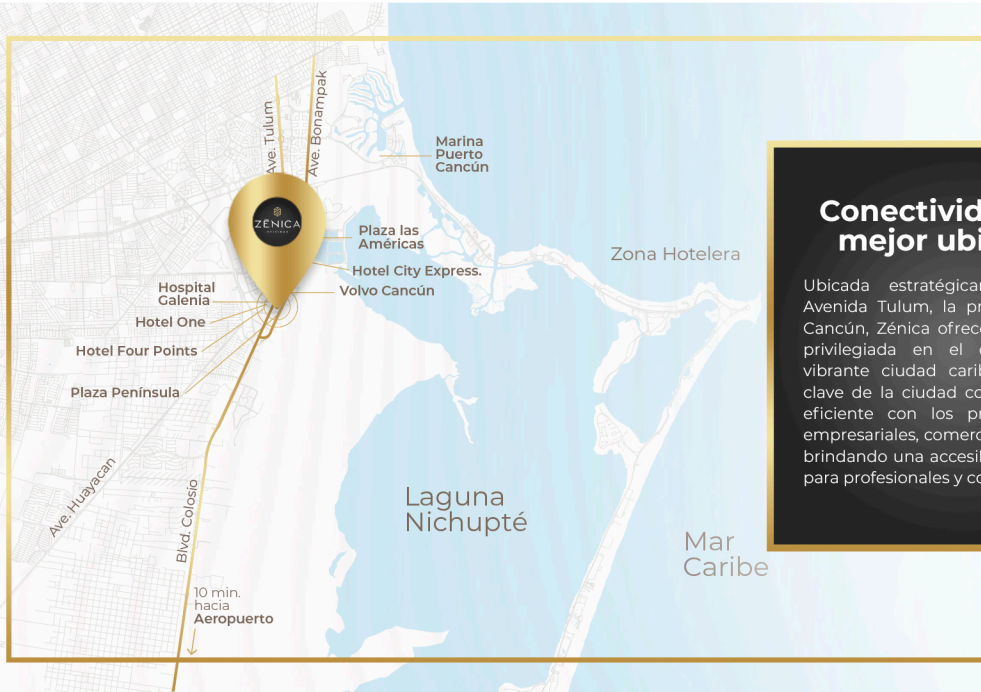 Ave. Tulum
Ave. Bonampak
Marina
Puerto
Cancún
ZĒNICA
Plaza las
Américas
Hotel City Express.
Volvo Cancún
Hospital
Galenia
Hotel One
Hotel Four Points
Plaza Península
Zona Hotelera
Ave. Huayacan
Blvd. Colosio
Laguna
Nichupté
Mar
Caribe
10 min.
hacia
Aeropuerto
Conectivid
mejor ubi
Ubicada estratégica
Avenida Tulum, la pr
Cancún, Zénica ofrec
privilegiada en el
vibrante ciudad carib
clave de la ciudad co
eficiente con los pr
empresariales, comerc
brindando una accesib
para profesionales y co